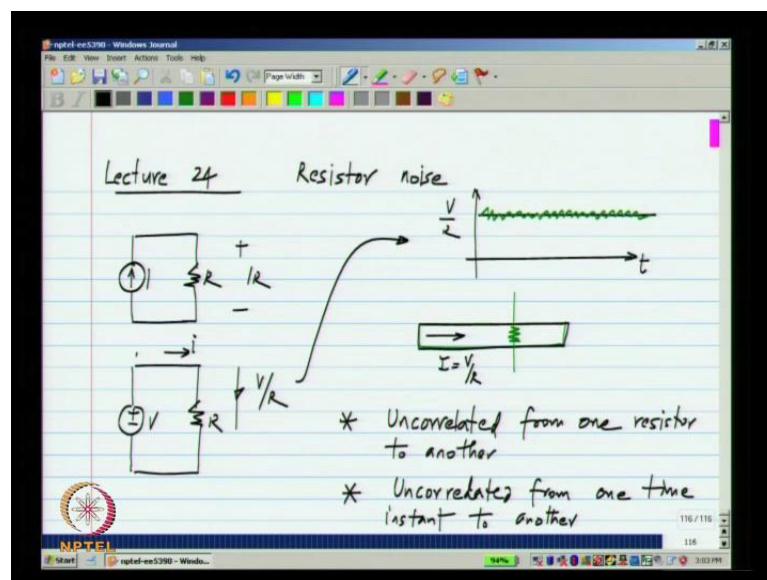 nptel-ee5390 - Windows Journal
File Edit View Insert Actions Tools Help
Page Width
B I
Lecture 24 Resistor noise
V/R
t
I R + IR −
I = V/R
i
V R V/R
* Uncorrelated from one resistor to another
* Uncorrelated from one time instant to another
116 / 116
116
NPTEL
Start nptel-ee5390 - Windo... 94% 3:03 PM